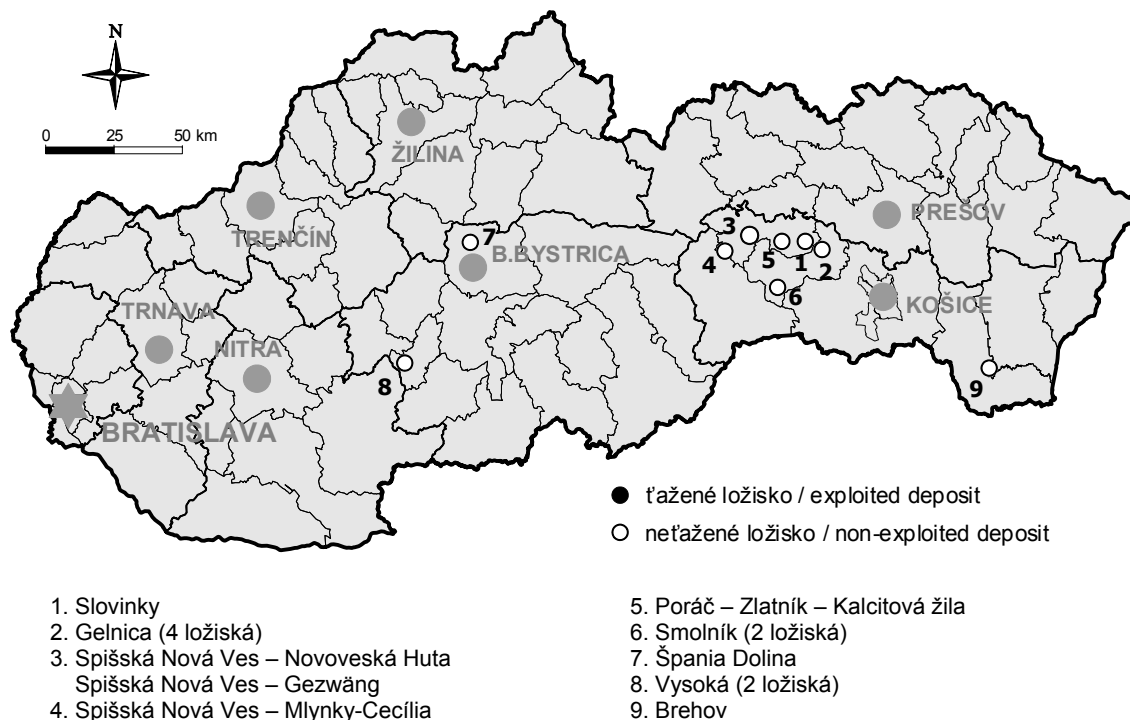 N
0 25 50 km
ŽILINA
TRENČÍN
PREŠOV
3
7
B.BYSTRICA
4
5
1
2
6
KOŠICE
TRNAVA
NITRA
8
9
BRATISLAVA
ťažené ložisko / exploited deposit
neťažené ložisko / non-exploited deposit
1. Slovinky
2. Gelnica (4 ložiská)
3. Spišská Nová Ves – Novoveská Huta
Spišská Nová Ves – Gezwäng
4. Spišská Nová Ves – Mlynky-Cecília
5. Poráč – Zlatník – Kalcitová žila
6. Smolník (2 ložiská)
7. Špania Dolina
8. Vysoká (2 ložiská)
9. Brehov